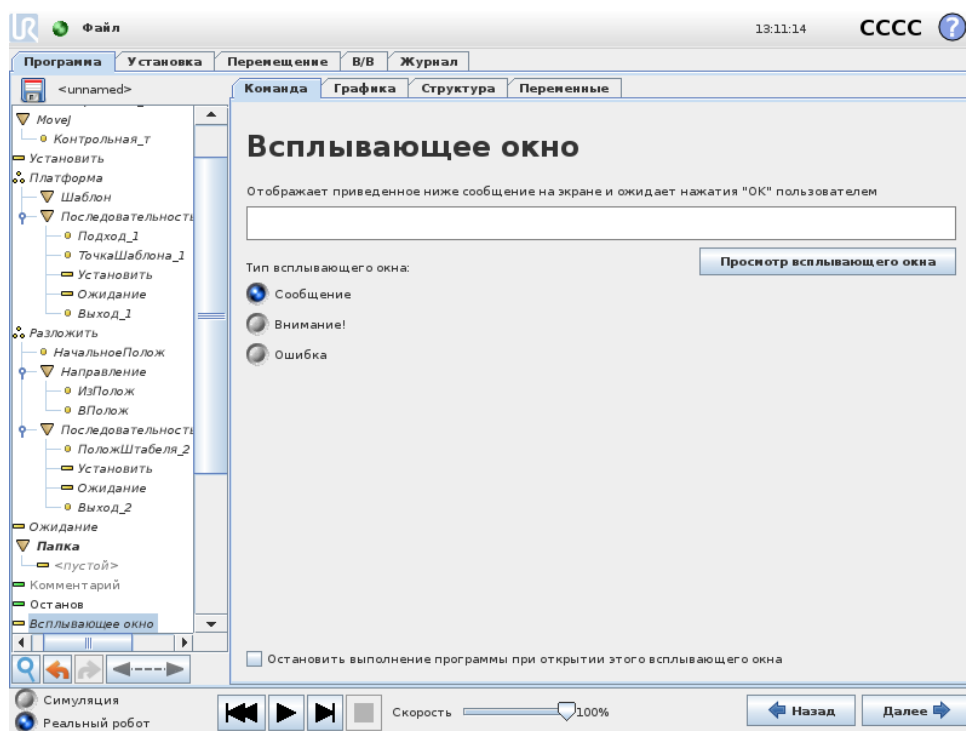 Файл
13:11:14
CCCC
?
Программа Установка Перемещение В/В Журнал
<unnamed>
Команда Графика Структура Переменные
MoveJ
Контрольная_т
Установить
Платформа
Шаблон
Последовательность
Подход_1
ТочкаШаблона_1
Установить
Ожидание
Выход_1
Разложить
НачальноеПолож
Направление
ИзПолож
ВПолож
Последовательность
ПоложШтабеля_2
Установить
Ожидание
Выход_2
Ожидание
Папка
<пустой>
Комментарий
Останов
Всплывающее окно
Всплывающее окно
Отображает приведенное ниже сообщение на экране и ожидает нажатия "ОК" пользователем
Просмотр всплывающего окна
Тип всплывающего окна:
Сообщение
Внимание!
Ошибка
Остановить выполнение программы при открытии этого всплывающего окна
Симуляция
Реальный робот
Скорость
100%
Назад
Далее